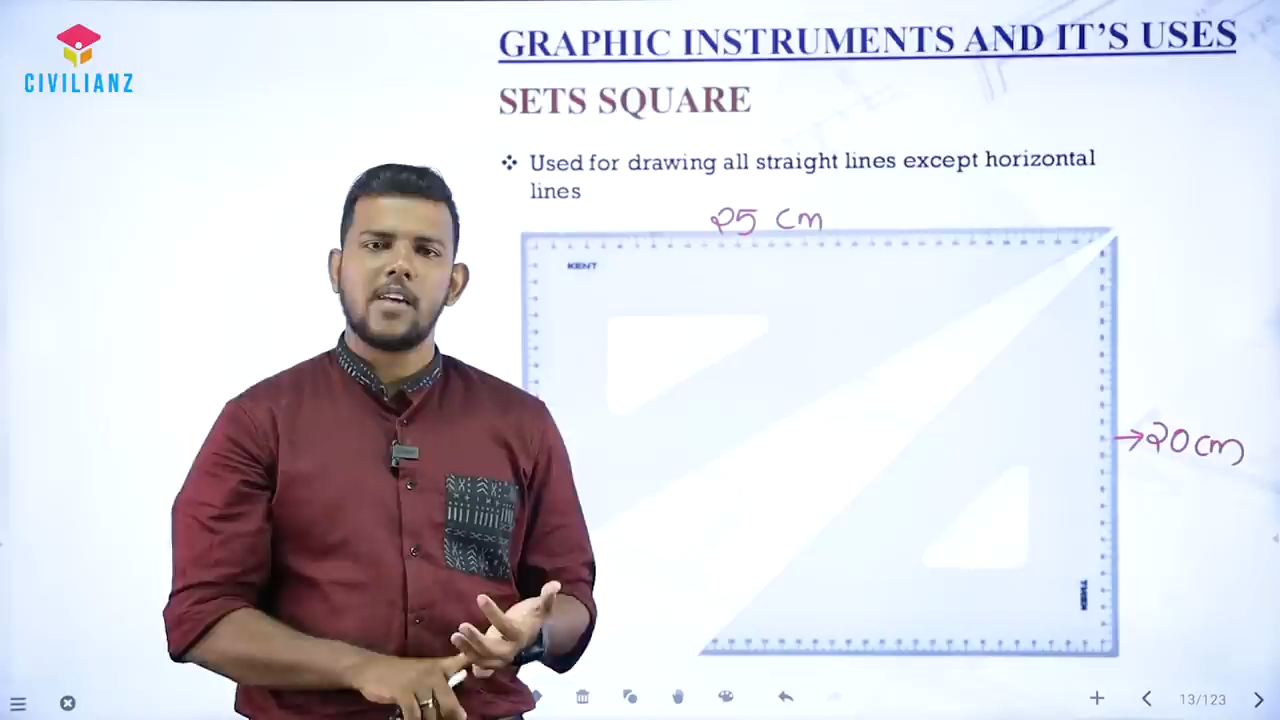 CIVILIANZ
GRAPHIC INSTRUMENTS AND IT'S USES
SETS SQUARE
❖ Used for drawing all straight lines except horizontal
lines
25 cm
KENT
→20cm
KENT
13/123